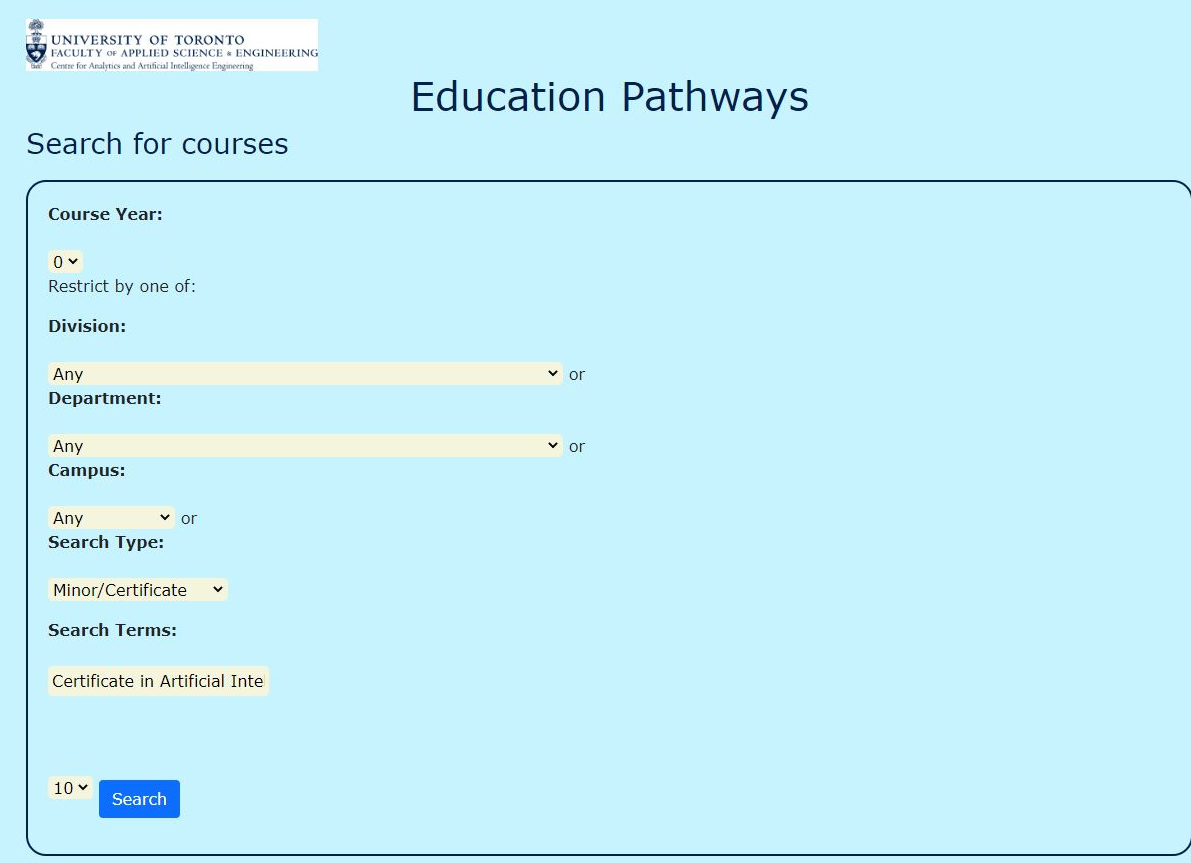 UNIVERSITY OF TORONTO
FACULTY OF APPLIED SCIENCE & ENGINEERING
Centre for Analytics and Artificial Intelligence Engineering
Education Pathways
Search for courses
Course Year:
0
Restrict by one of:
Division:
Any or
Department:
Any or
Campus:
Any or
Search Type:
Minor/Certificate
Search Terms:
Certificate in Artificial Inte
10 Search